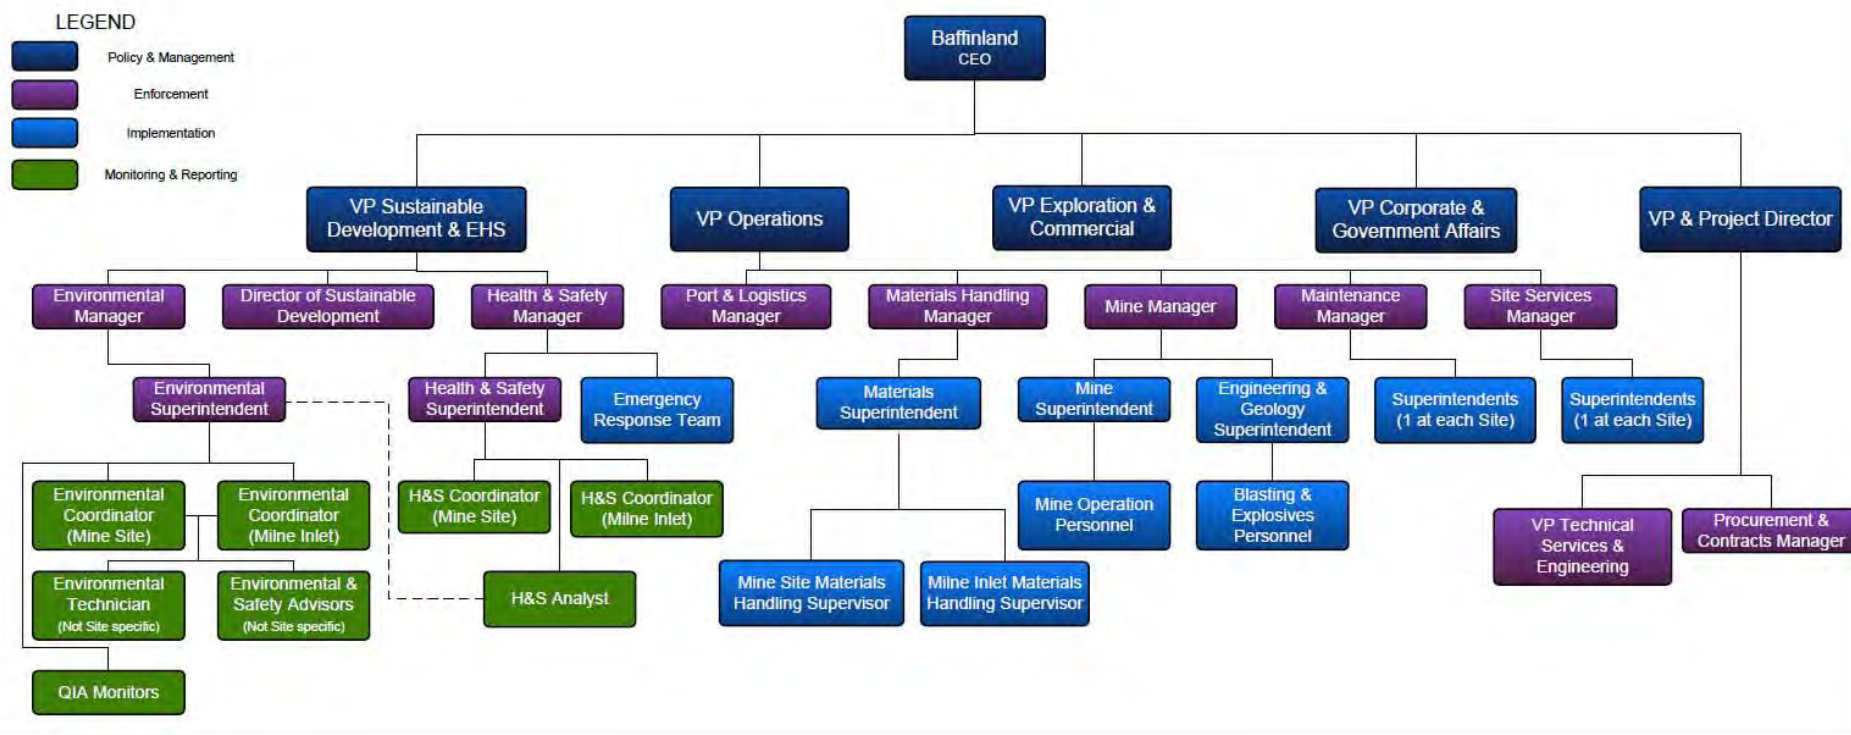 LEGEND
Policy & Management
Enforcement
Implementation
Monitoring & Reporting
Baffinland
CEO
VP Sustainable
Development & EHS
VP Operations
VP Exploration &
Commercial
VP Corporate &
Government Affairs
VP & Project Director
Environmental
Manager
Director of Sustainable
Development
Health & Safety
Manager
Port & Logistics
Manager
Materials Handling
Manager
Mine Manager
Maintenance
Manager
Site Services
Manager
Environmental
Superintendent
Health & Safety
Superintendent
Emergency
Response Team
Materials
Superintendent
Mine
Superintendent
Engineering &
Geology
Superintendent
Superintendents
(1 at each Site)
Superintendents
(1 at each Site)
Environmental
Coordinator
(Mine Site)
Environmental
Coordinator
(Milne Inlet)
H&S Coordinator
(Mine Site)
H&S Coordinator
(Milne Inlet)
Mine Operation
Personnel
Blasting &
Explosives
Personnel
VP Technical
Services &
Engineering
Procurement &
Contracts Manager
Environmental
Technician
(Not Site specific)
Environmental &
Safety Advisors
(Not Site specific)
H&S Analyst
Mine Site Materials
Handling Supervisor
Milne Inlet Materials
Handling Supervisor
QIA Monitors